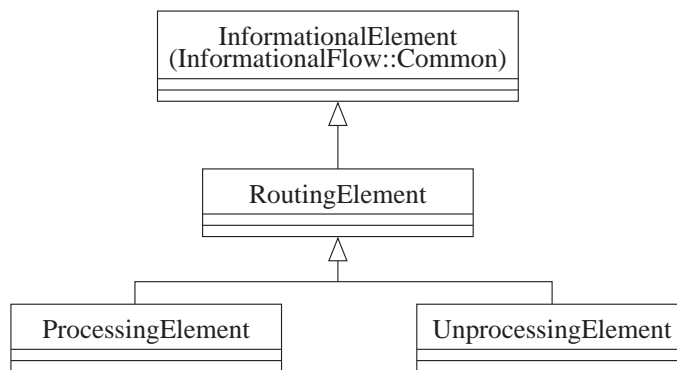 InformationalElement
(InformationalFlow::Common)
RoutingElement
ProcessingElement
UnprocessingElement